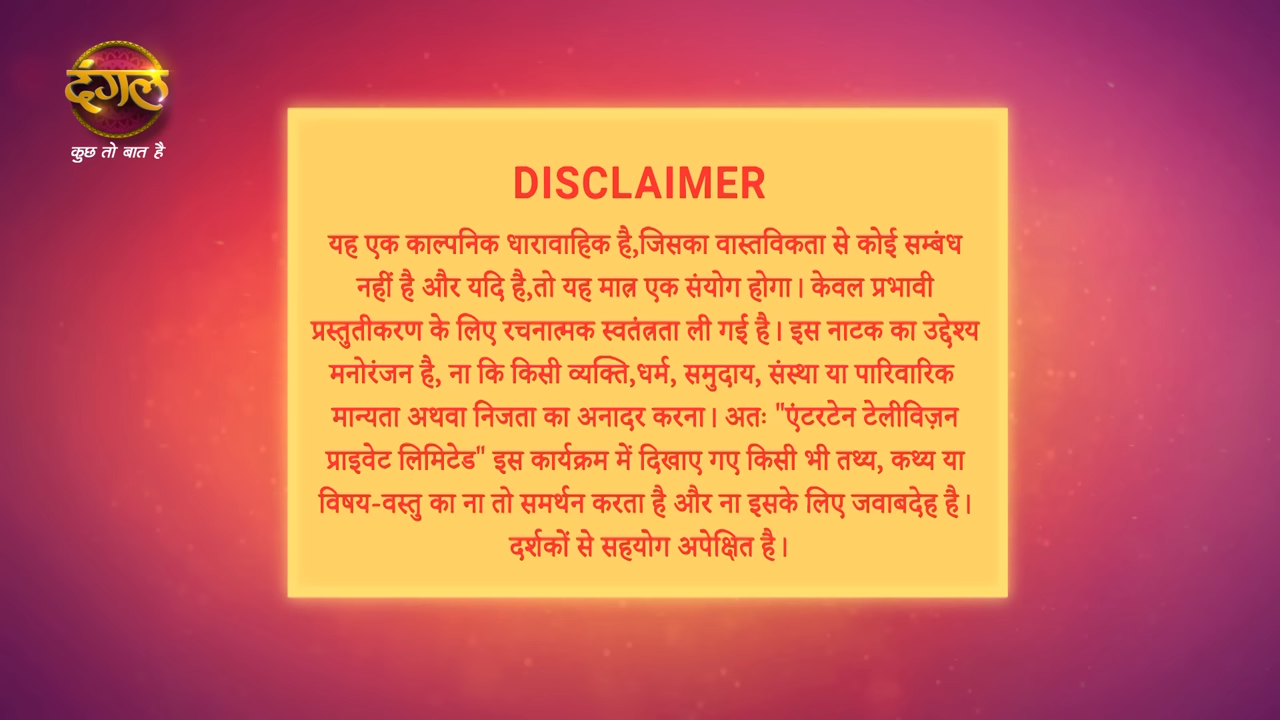 दंगल
कुछ तो बात है
DISCLAIMER
यह एक काल्पनिक धारावाहिक है,जिसका वास्तविकता से कोई सम्बंध
नहीं है और यदि है,तो यह मात्र एक संयोग होगा। केवल प्रभावी
प्रस्तुतीकरण के लिए रचनात्मक स्वतंत्रता ली गई है। इस नाटक का उद्देश्य
मनोरंजन है, ना कि किसी व्यक्ति,धर्म, समुदाय, संस्था या पारिवारिक
मान्यता अथवा निजता का अनादर करना। अतः "एंटरटेन टेलीविज़न
प्राइवेट लिमिटेड" इस कार्यक्रम में दिखाए गए किसी भी तथ्य, कथ्य या
विषय-वस्तु का ना तो समर्थन करता है और ना इसके लिए जवाबदेह है।
दर्शकों से सहयोग अपेक्षित है।